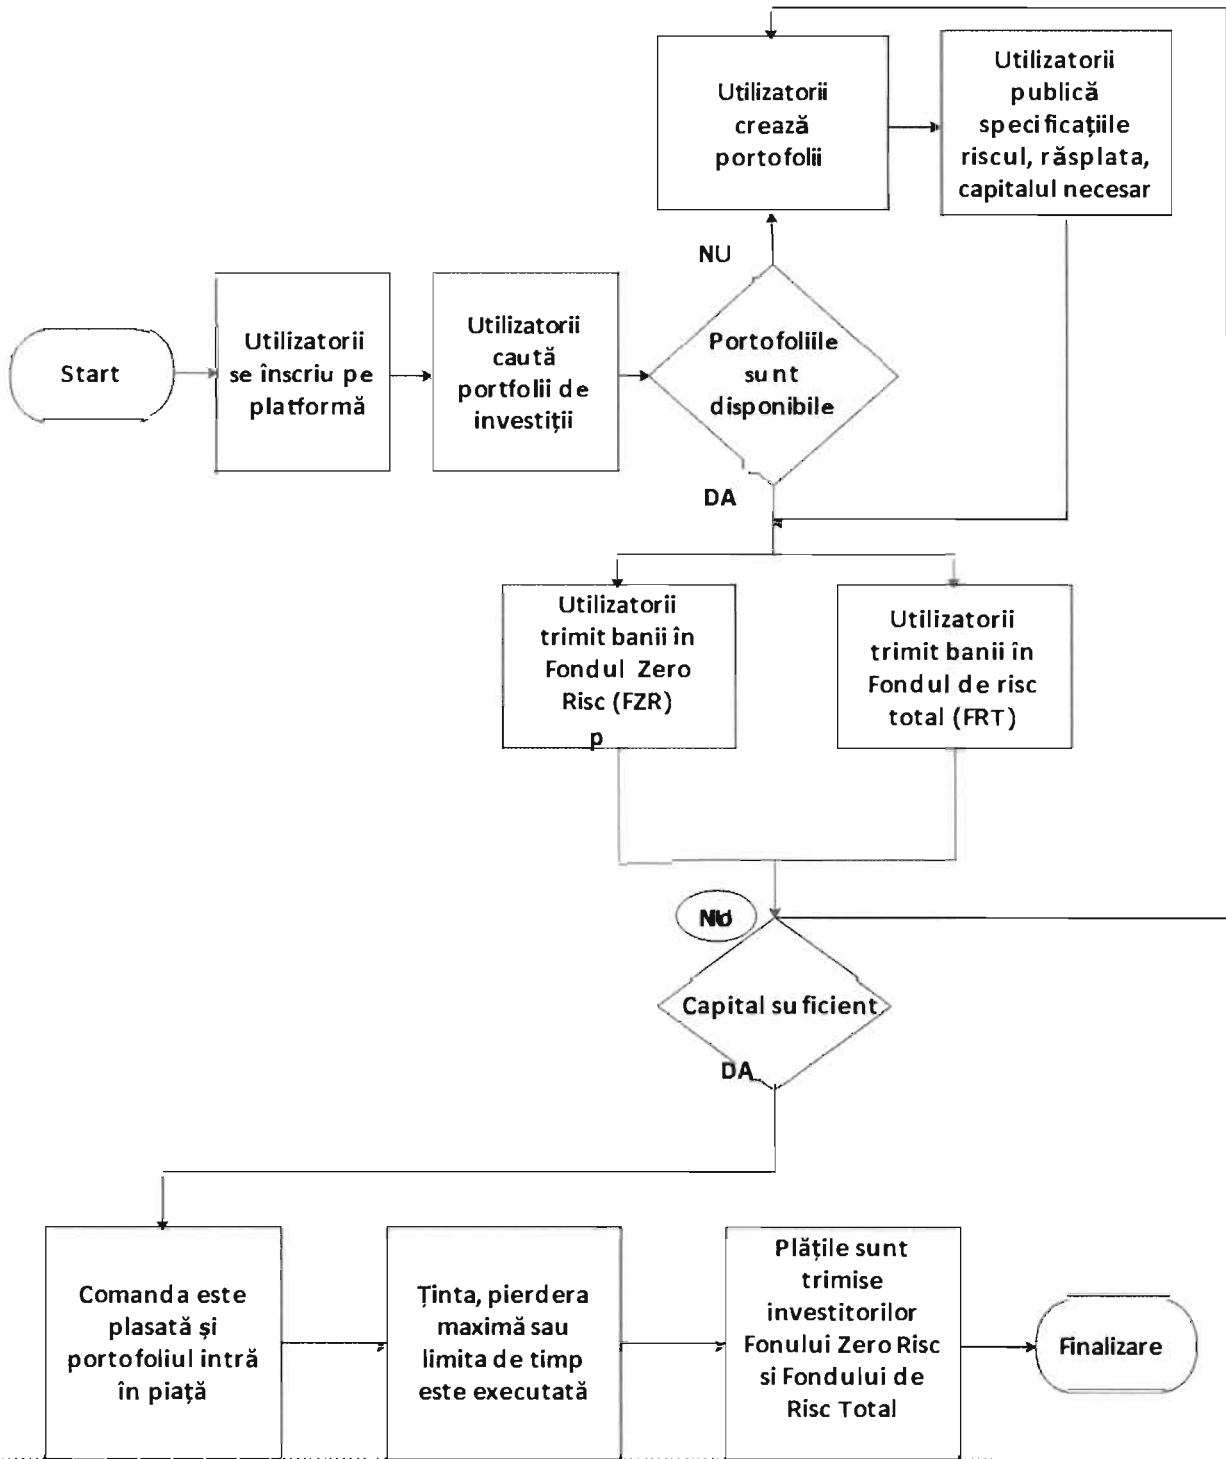 Utilizatorii
crează
portofolii
Utilizatorii
publică
specificațiile
riscul, răsplata,
capitalul necesar
NU
Start
Utilizatorii
se înscriu pe
platformă
Utilizatorii
caută
portfolii de
investiții
Portofoliile
sunt
disponibile
DA
Utilizatorii
trimit banii în
Fondul Zero
Risc (FZR)
p
Utilizatorii
trimit banii în
Fondul de risc
total (FRT)
Capital suficient
DA
Comanda este
plasată și
portofoliul intră
în piață
Ținta, pierdera
maximă sau
limita de timp
este executată
Plățile sunt
trimise
investitorilor
Fonului Zero Risc
si Fondului de
Risc Total
Finalizare